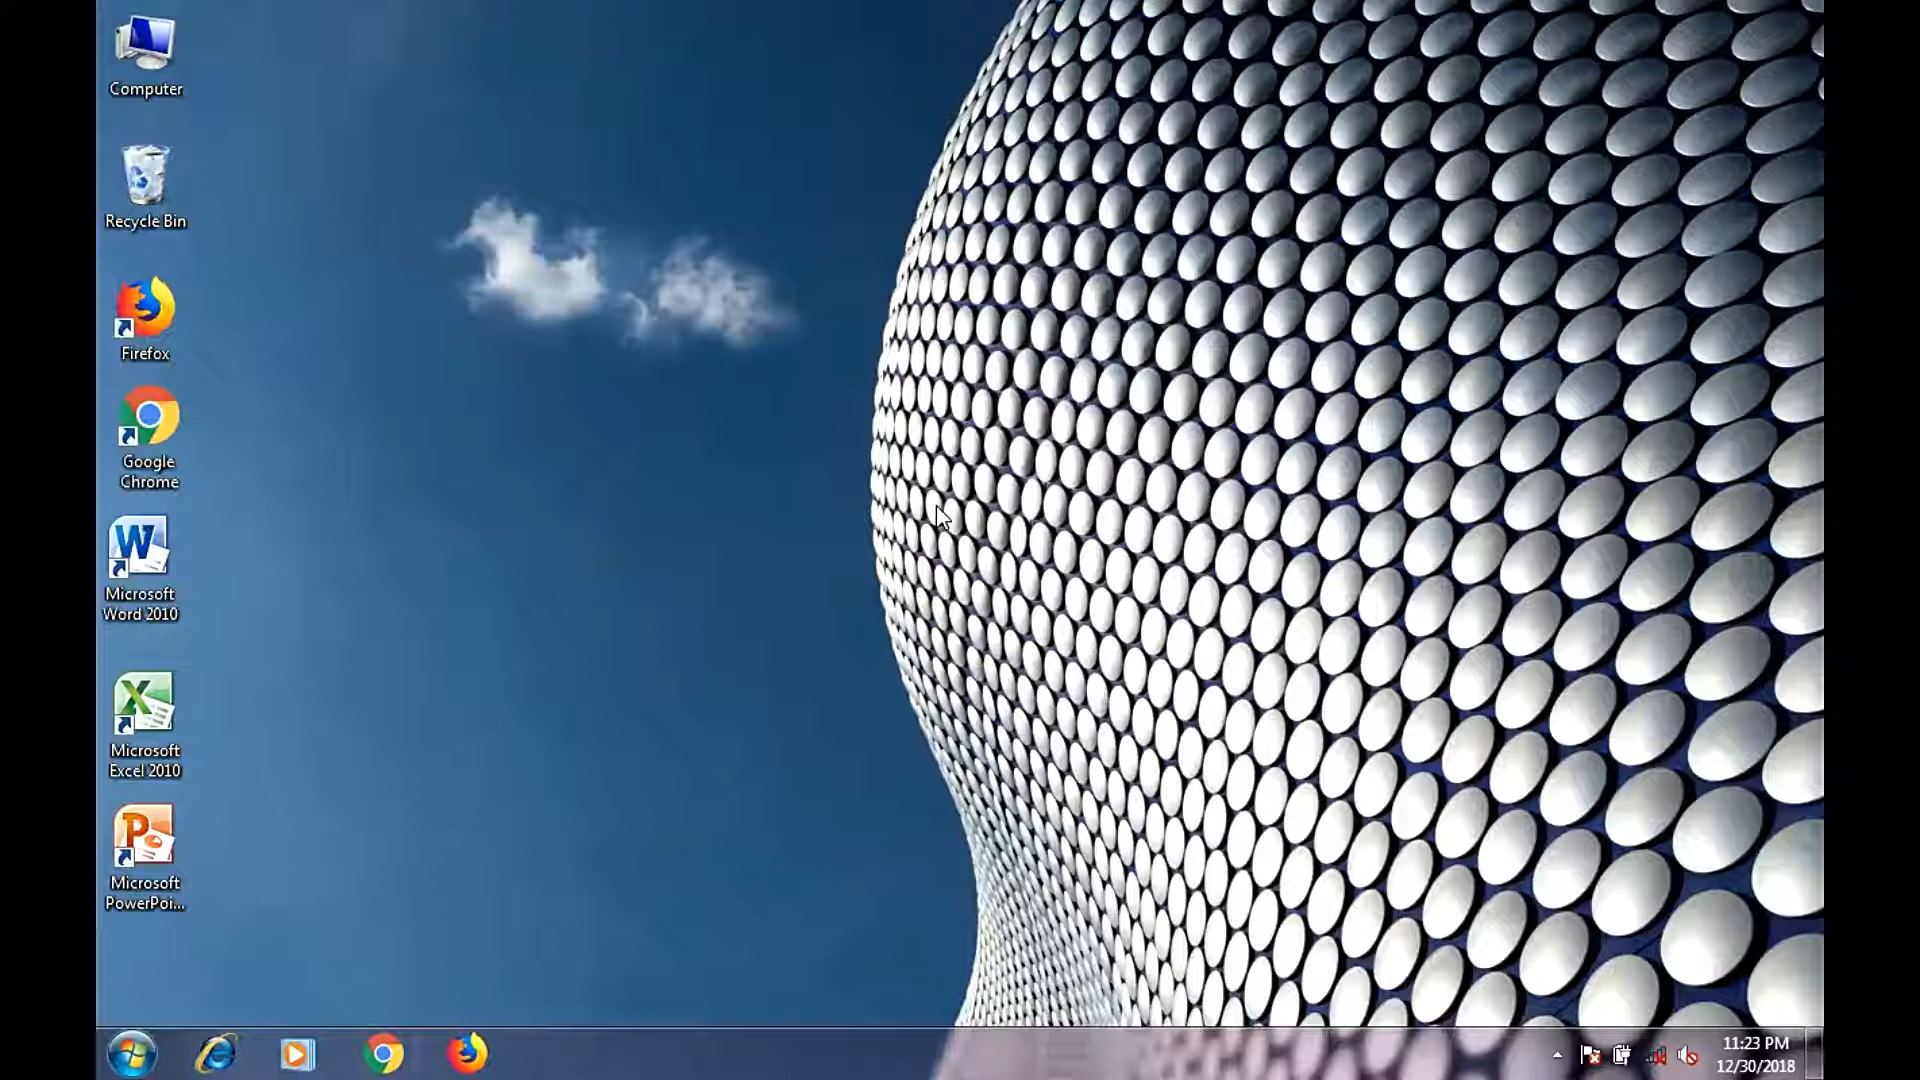 Computer
Recycle Bin
Firefox
Google
Chrome
Microsoft
Word 2010
Microsoft
Excel 2010
Microsoft
PowerPoi...
11:23 PM
12/30/2018